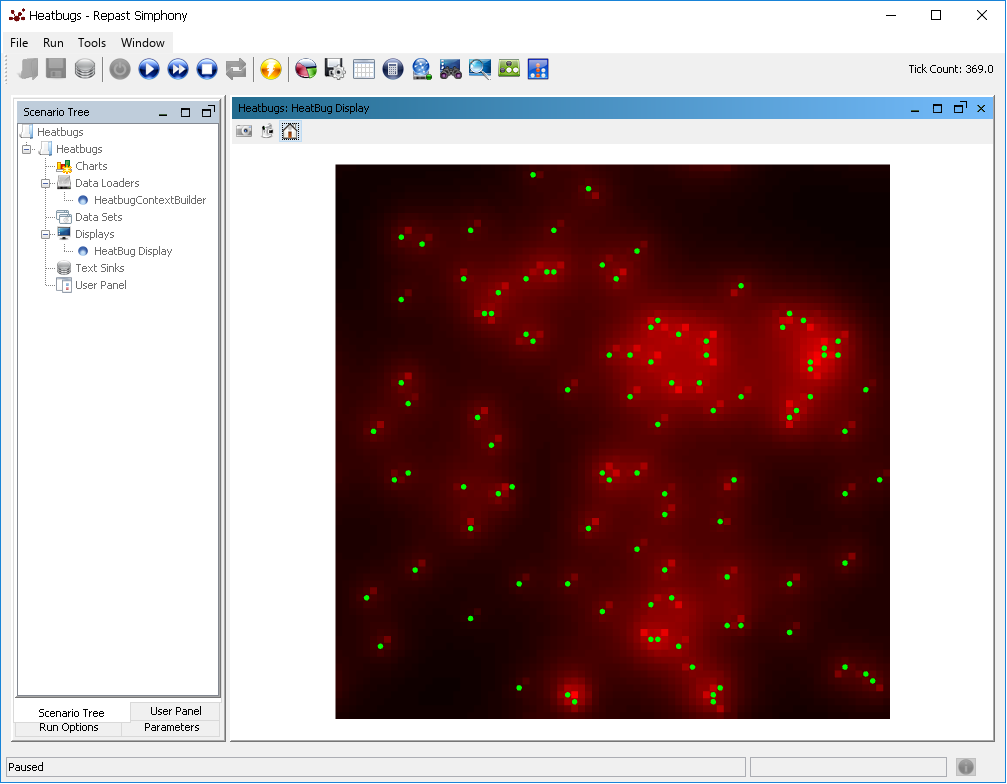 Heatbugs - Repast Simphony
File Run Tools Window
Tick Count: 369.0
Scenario Tree
Heatbugs
Heatbugs
Charts
Data Loaders
HeatbugContextBuilder
Data Sets
Displays
HeatBug Display
Text Sinks
User Panel
Scenario Tree User Panel
Run Options Parameters
Heatbugs: HeatBug Display
Paused